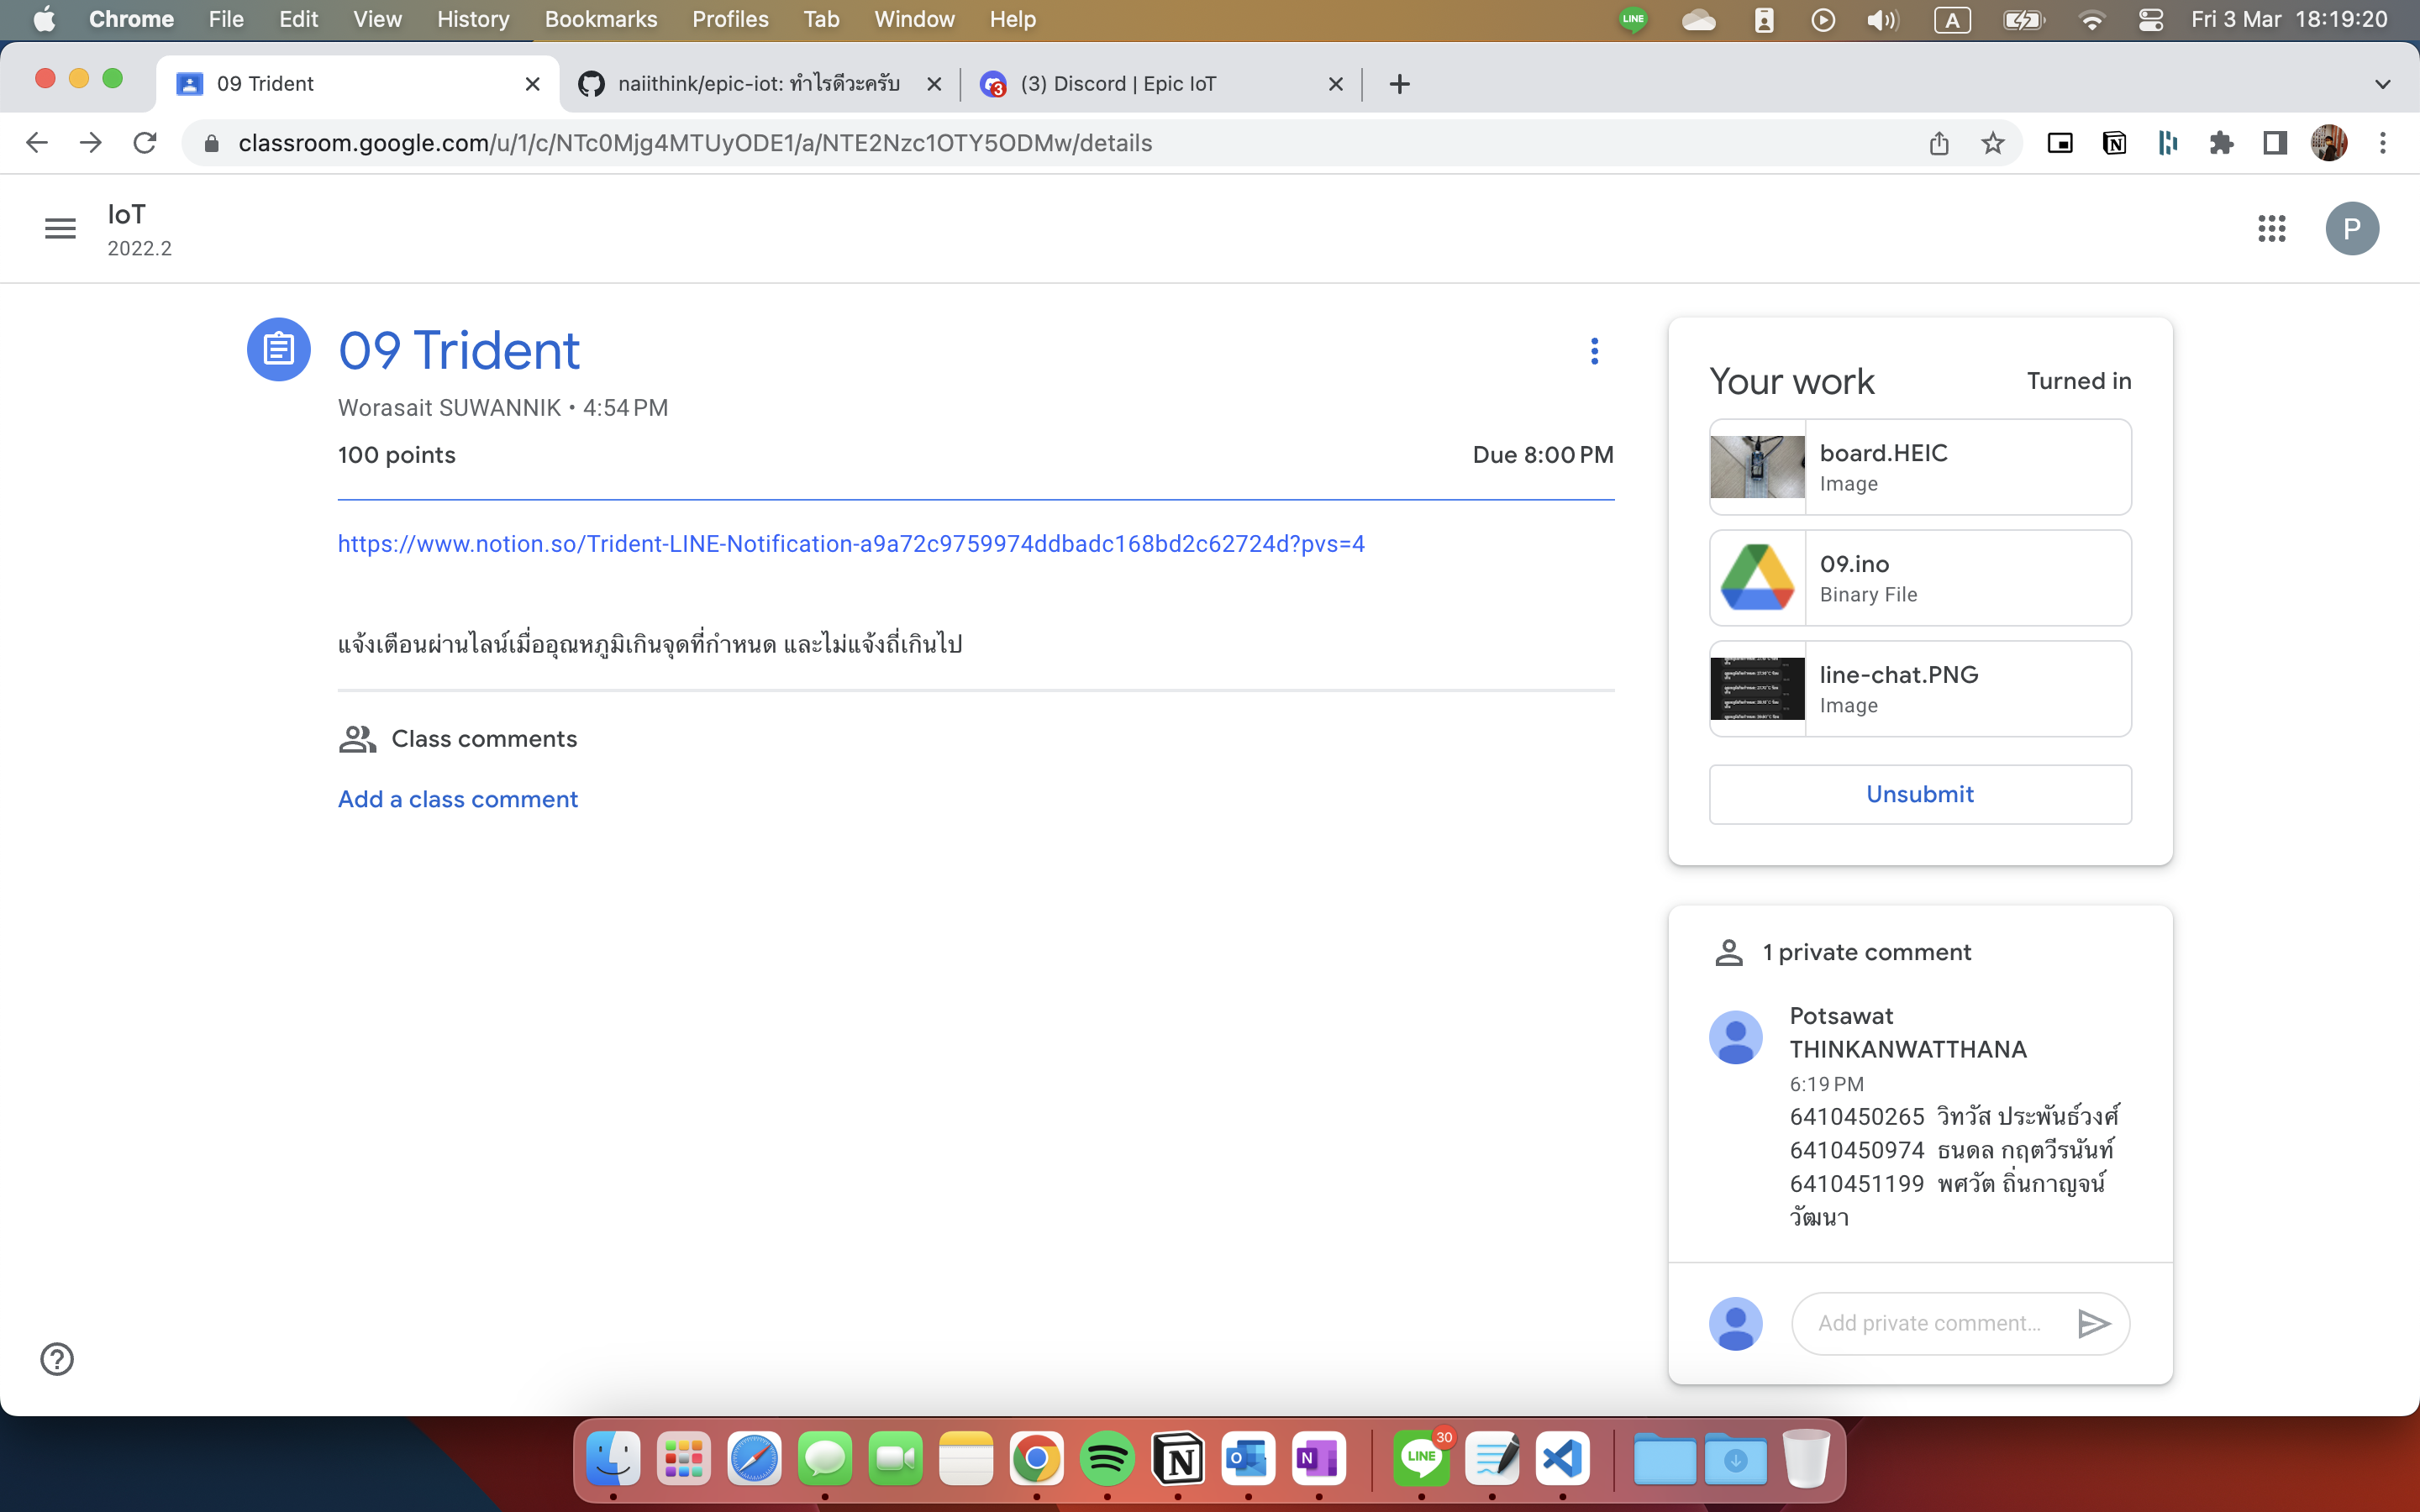 Chrome File Edit View History Bookmarks Profiles Tab Window Help LINE A Fri 3 Mar 18:19:20
09 Trident naiithink/epic-iot: ทำไรดีวะครับ 3 (3) Discord | Epic IoT
classroom.google.com/u/1/c/NTc0Mjg4MTUyODE1/a/NTE2Nzc1OTY5ODMw/details
IoT
2022.2
P
09 Trident
Worasait SUWANNIK • 4:54 PM
100 points Due 8:00 PM
https://www.notion.so/Trident-LINE-Notification-a9a72c9759974ddbadc168bd2c62724d?pvs=4
แจ้งเตือนผ่านไลน์เมื่ออุณหภูมิเกินจุดที่กำหนด และไม่แจ้งถี่เกินไป
Class comments
Add a class comment
Your work Turned in
board.HEIC
Image
09.ino
Binary File
line-chat.PNG
Image
Unsubmit
1 private comment
Potsawat
THINKANWATTHANA
6:19 PM
6410450265 วิทวัส ประพันธ์วงศ์
6410450974 ธนดล กฤตวีรนันท์
6410451199 พศวัต ถิ่นกาญจน์
วัฒนา
Add private comment...
LINE 30